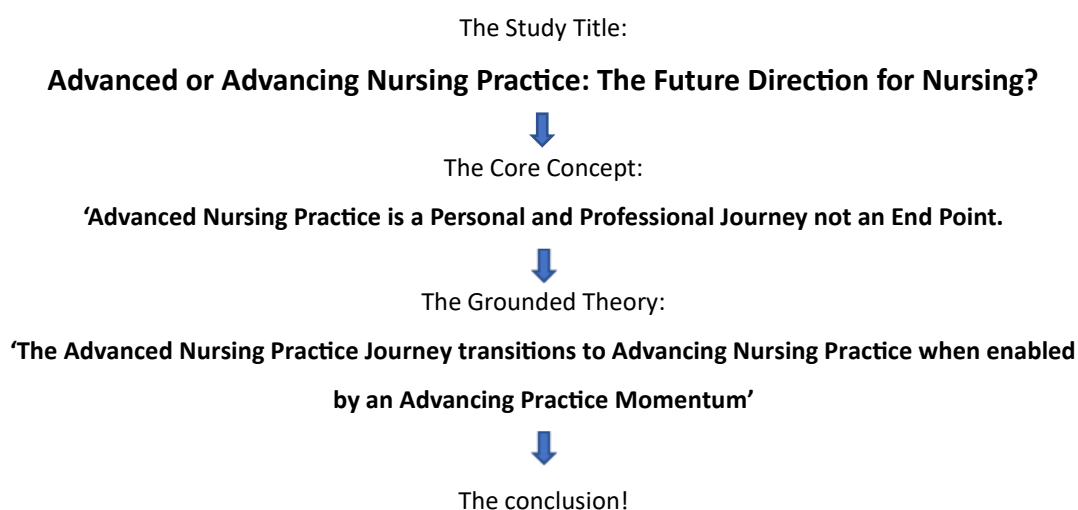 The Study Title:
Advanced or Advancing Nursing Practice: The Future Direction for Nursing?
The Core Concept:
‘Advanced Nursing Practice is a Personal and Professional Journey not an End Point.
The Grounded Theory:
‘The Advanced Nursing Practice Journey transitions to Advancing Nursing Practice when enabled
by an Advancing Practice Momentum’
The conclusion!